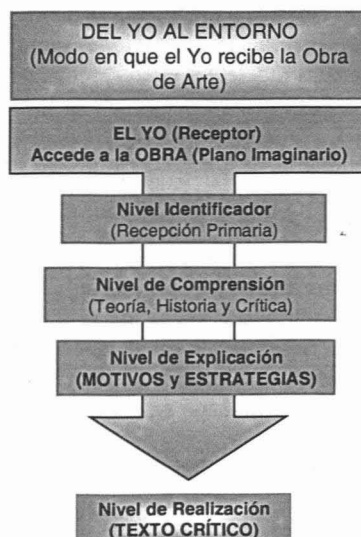 DEL YO AL ENTORNO
(Modo en que el Yo recibe la Obra
de Arte)
EL YO (Receptor)
Accede a la OBRA (Plano Imaginario)
Nivel Identificador
(Recepción Primaria)
Nivel de Comprensión
(Teoría, Historia y Crítica)
Nivel de Explicación
(MOTIVOS y ESTRATEGIAS)
Nivel de Realización
(TEXTO CRÍTICO)